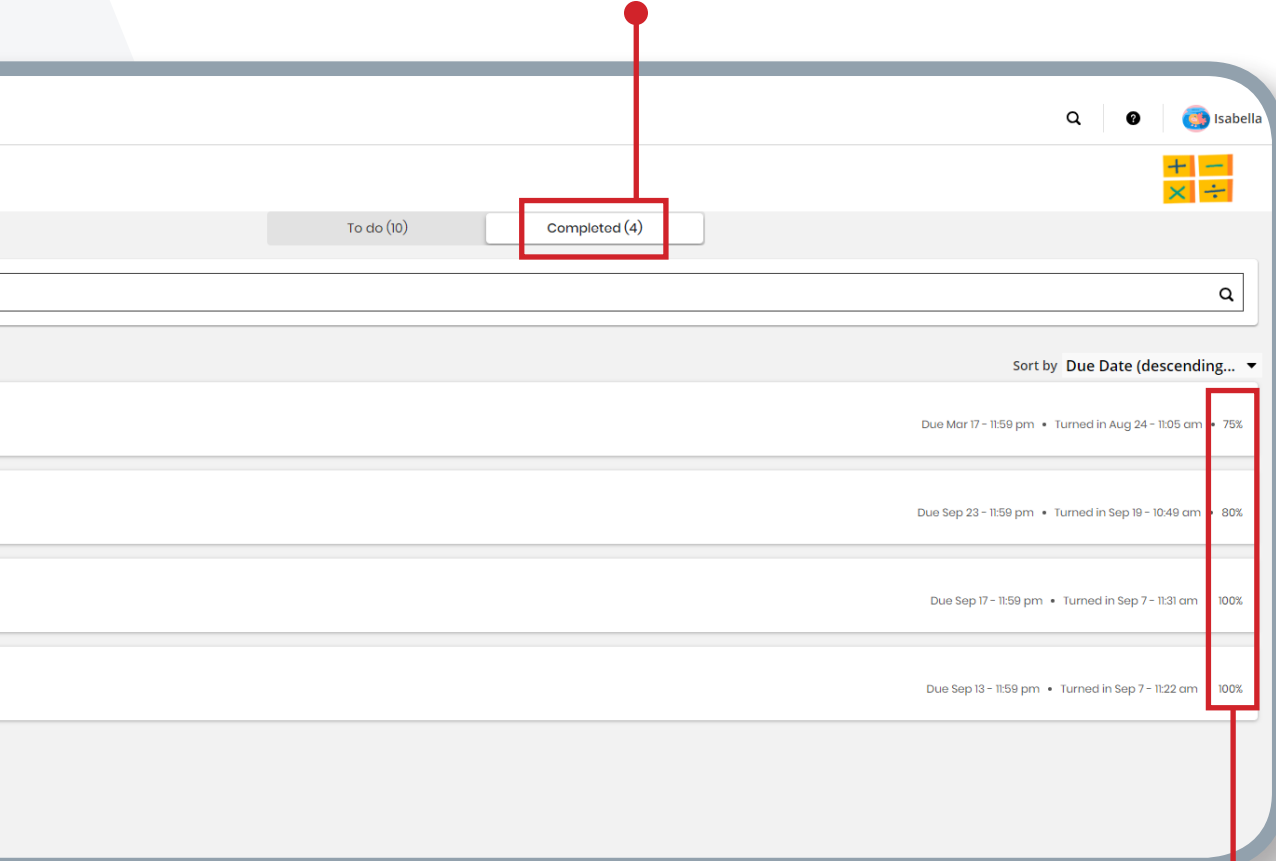 Isabella
To do (10)
Completed (4)
Sort by Due Date (descending...
Due Mar 17 - 11:59 pm • Turned in Aug 24 - 11:05 am • 75%
Due Sep 23 - 11:59 pm • Turned in Sep 19 - 10:49 am • 80%
Due Sep 17 - 11:59 pm • Turned in Sep 7 - 11:31 am 100%
Due Sep 13 - 11:59 pm • Turned in Sep 7 - 11:22 am 100%